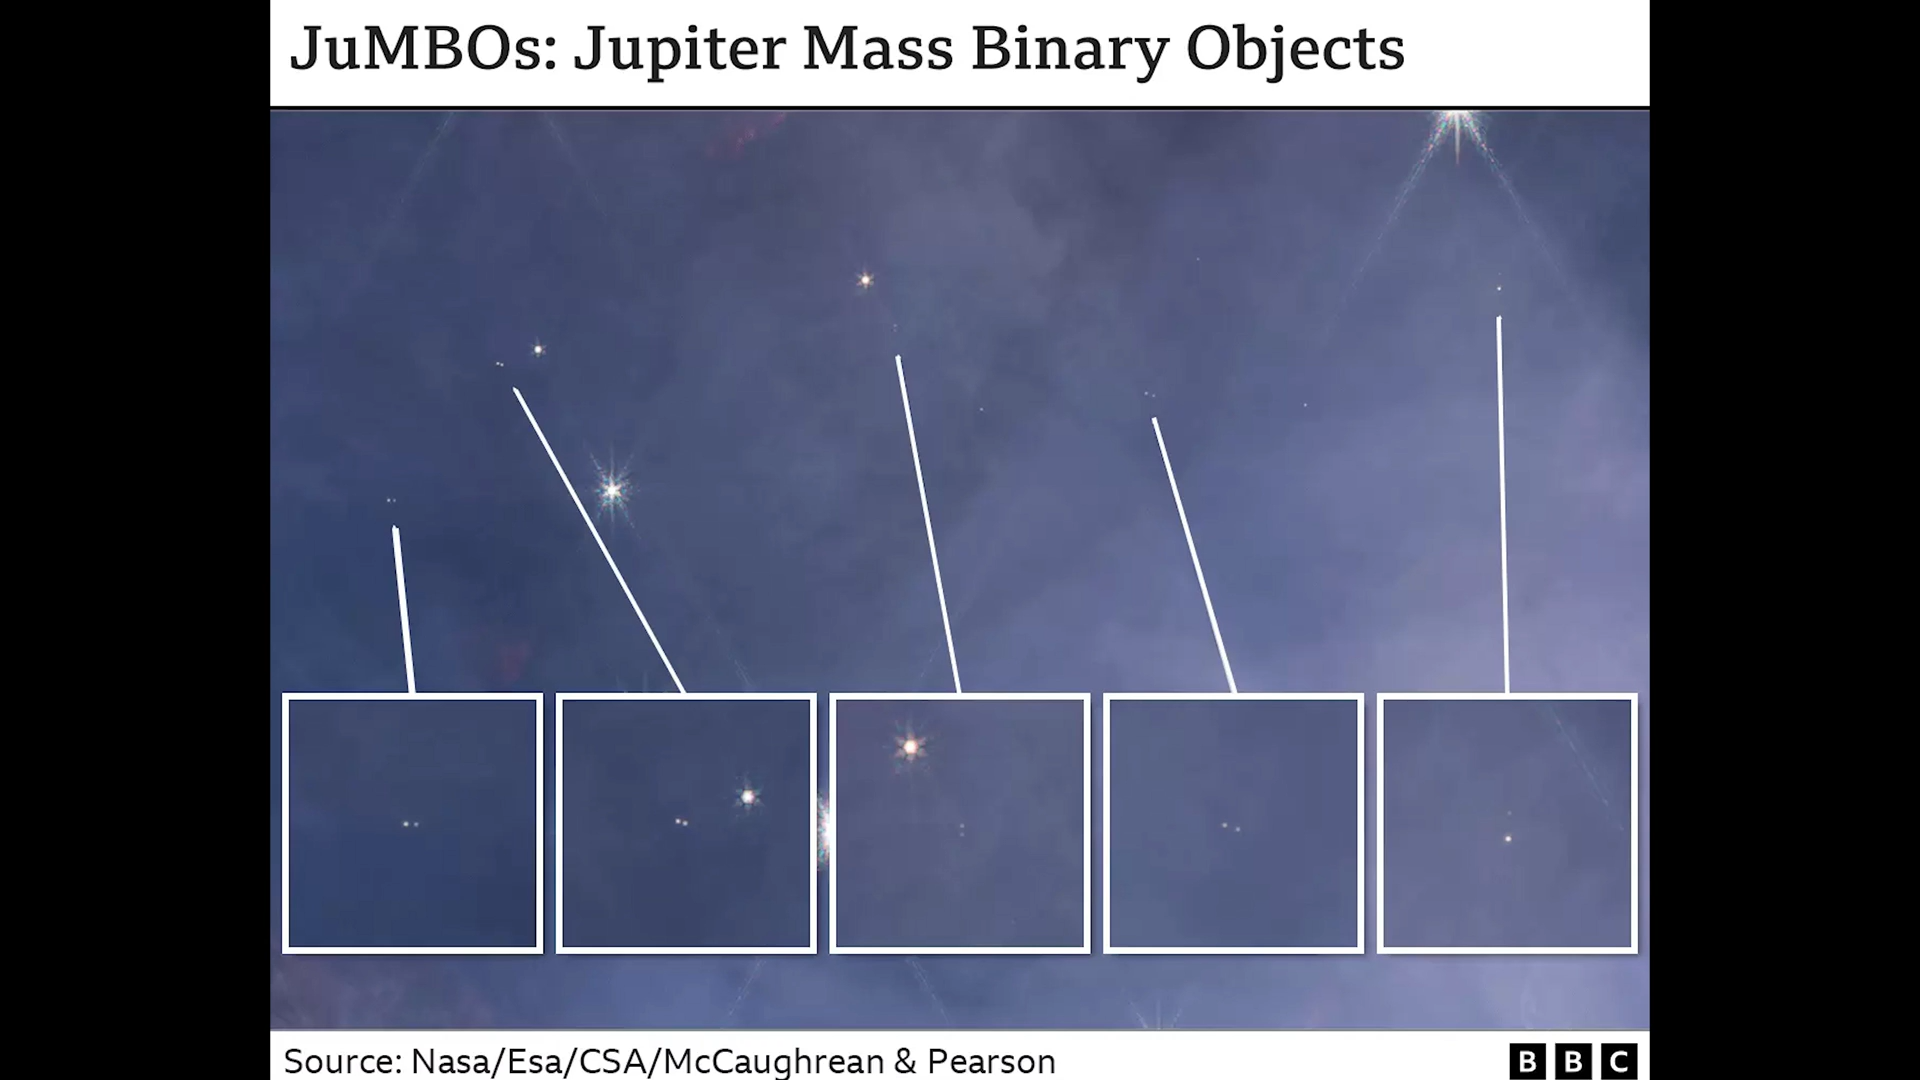 JuMBOs: Jupiter Mass Binary Objects
Source: Nasa/Esa/CSA/McCaughrean & Pearson
BBC